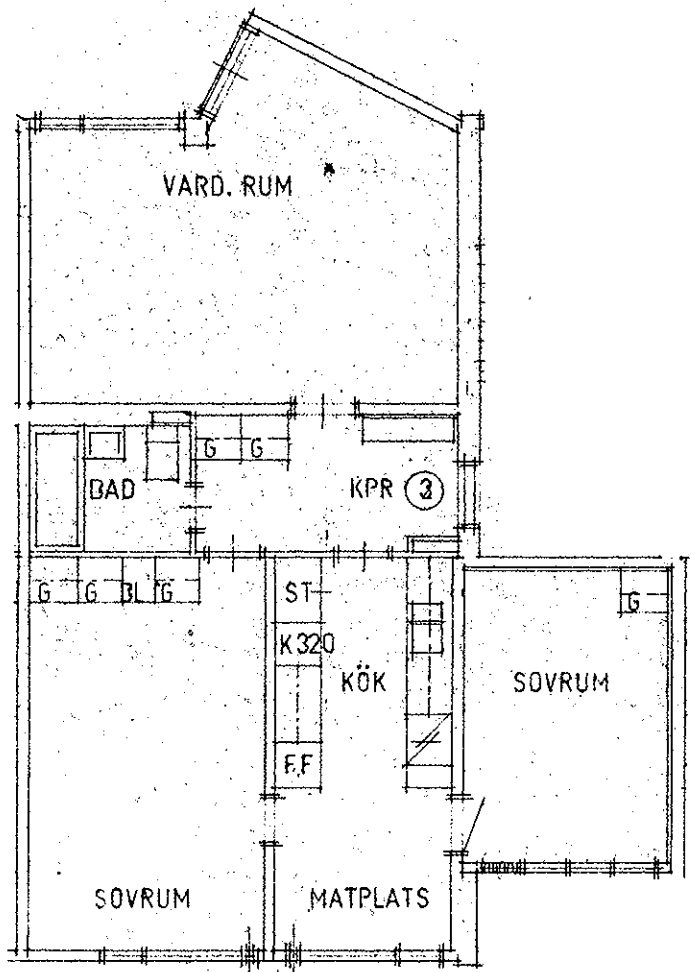 VARD. RUM
G G
BAD
KPR 3
G G BL G
ST
G
K320
KÖK
SOVRUM
F.F
SOVRUM
MATPLATS